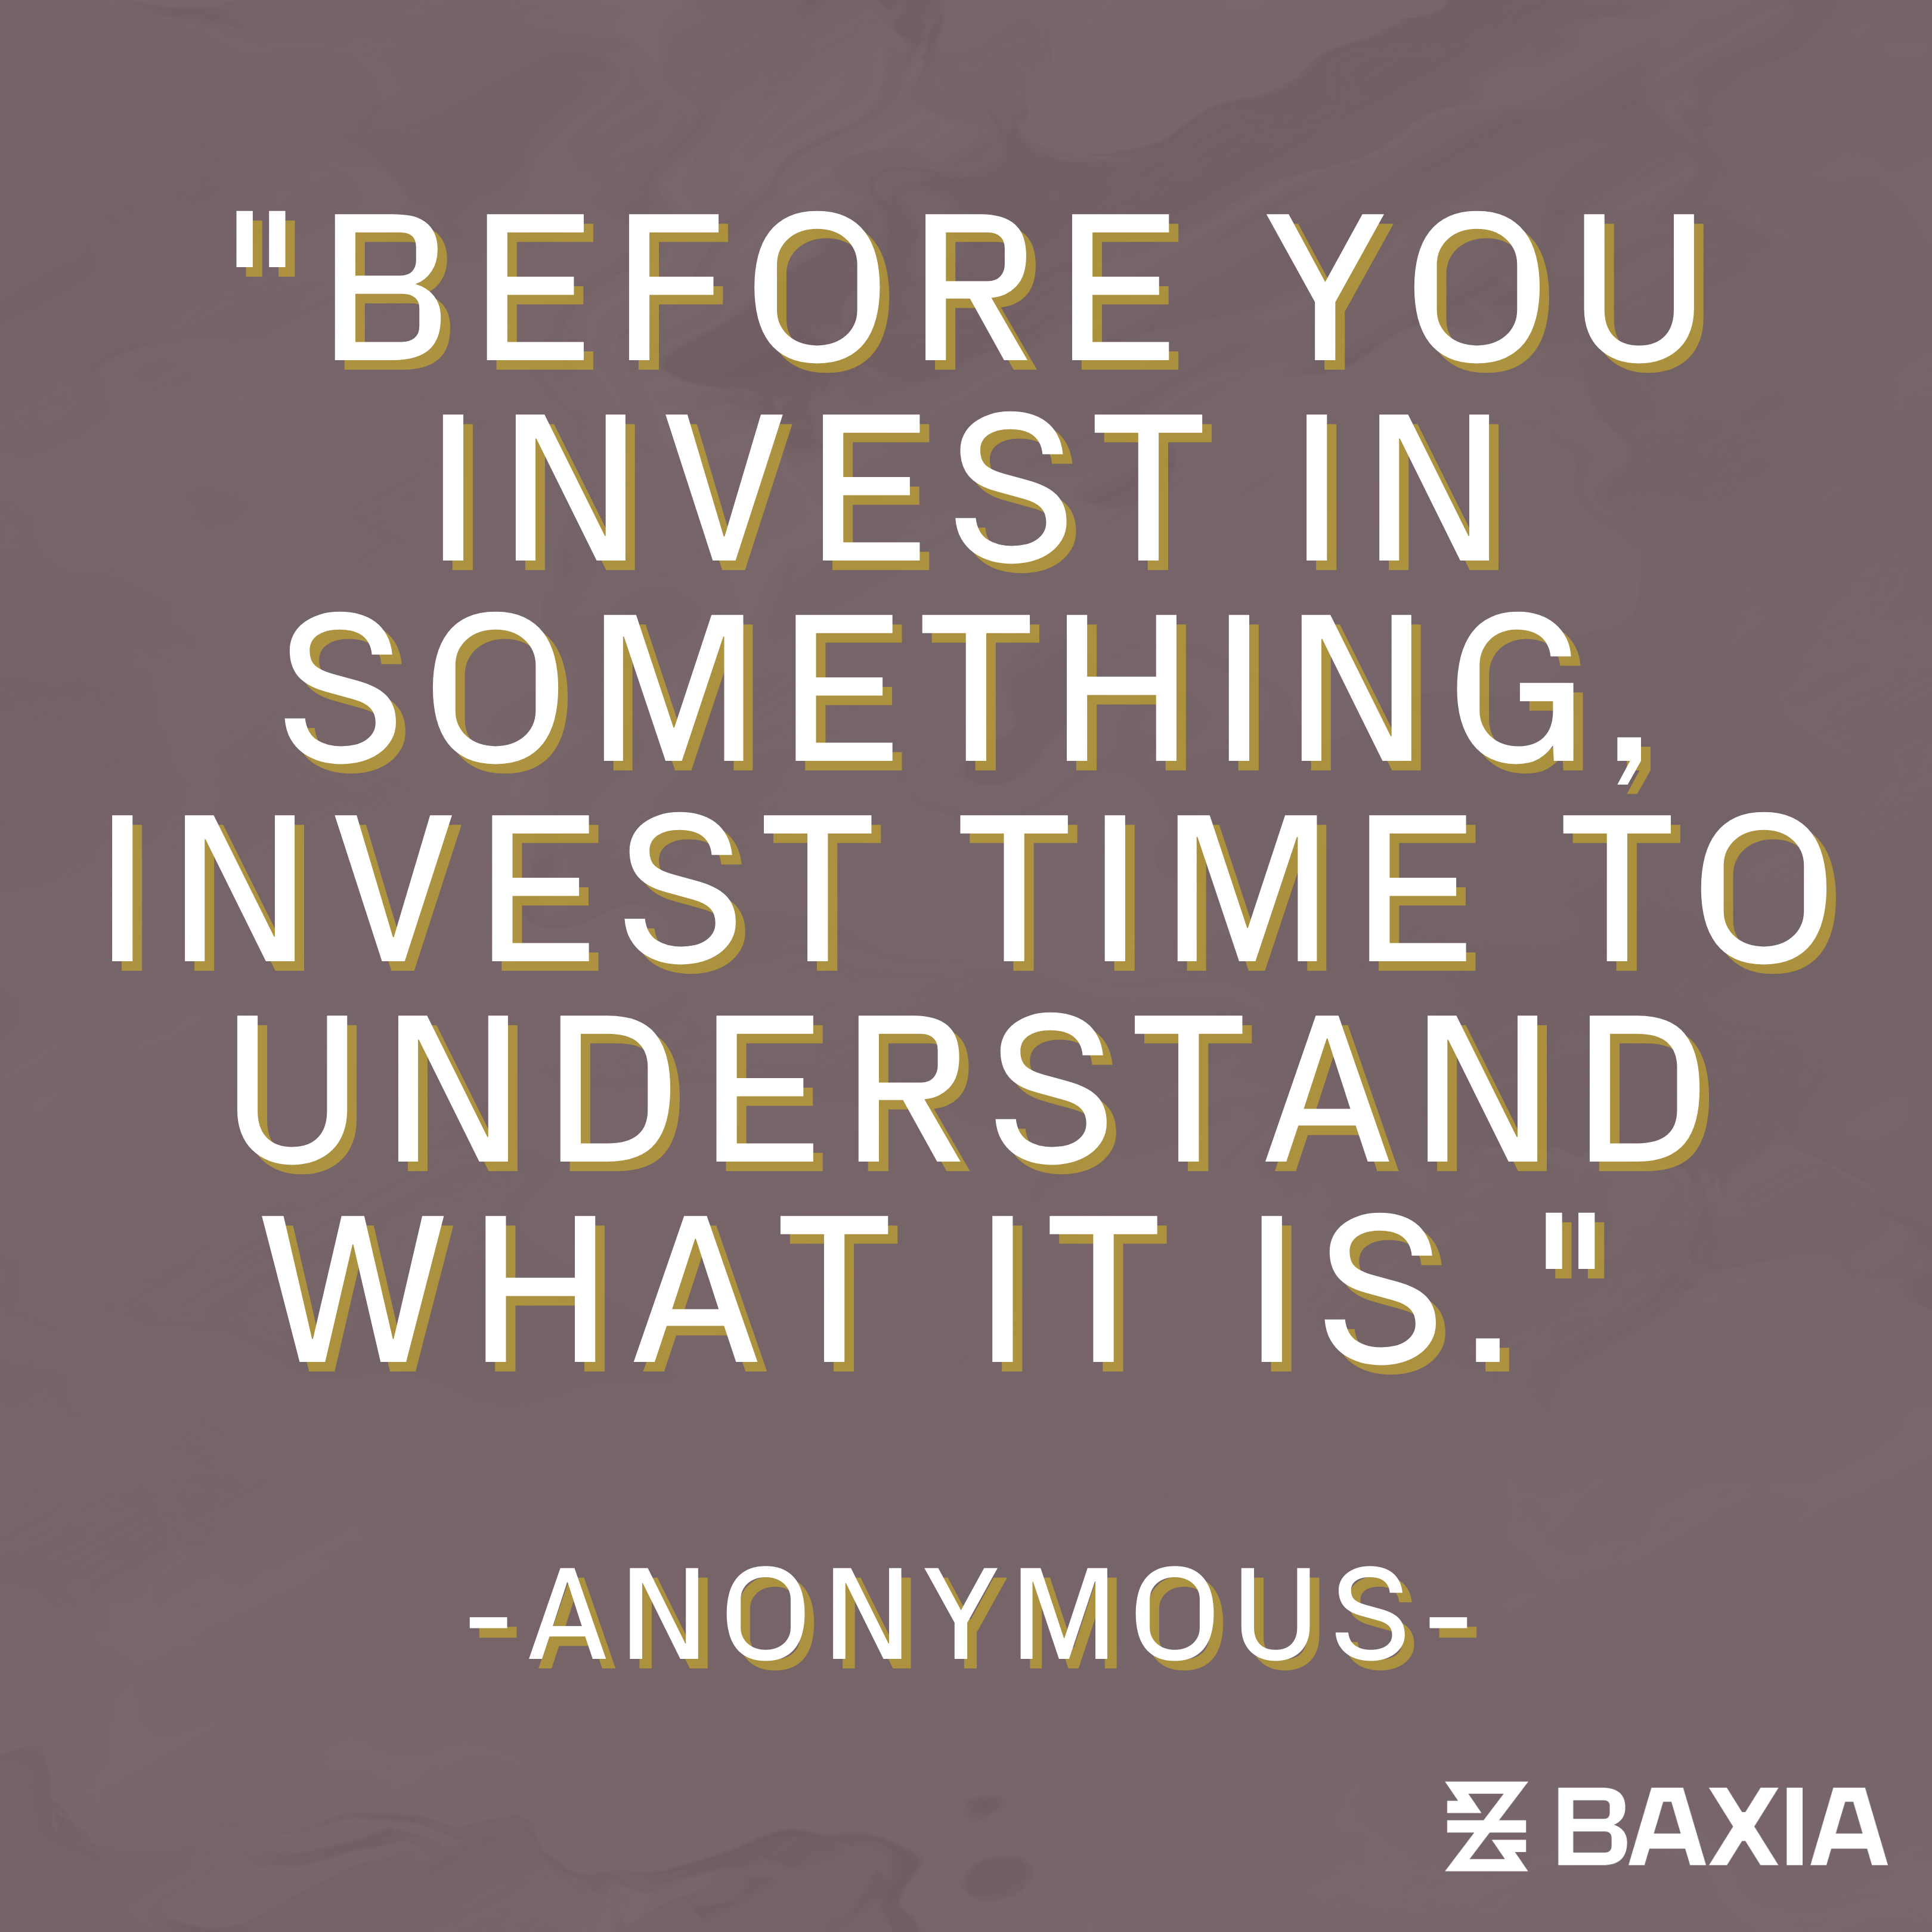 "BEFORE YOU
INVEST IN
SOMETHING,
INVEST TIME TO
UNDERSTAND
WHAT IT IS."
-ANONYMOUS-
BAXIA